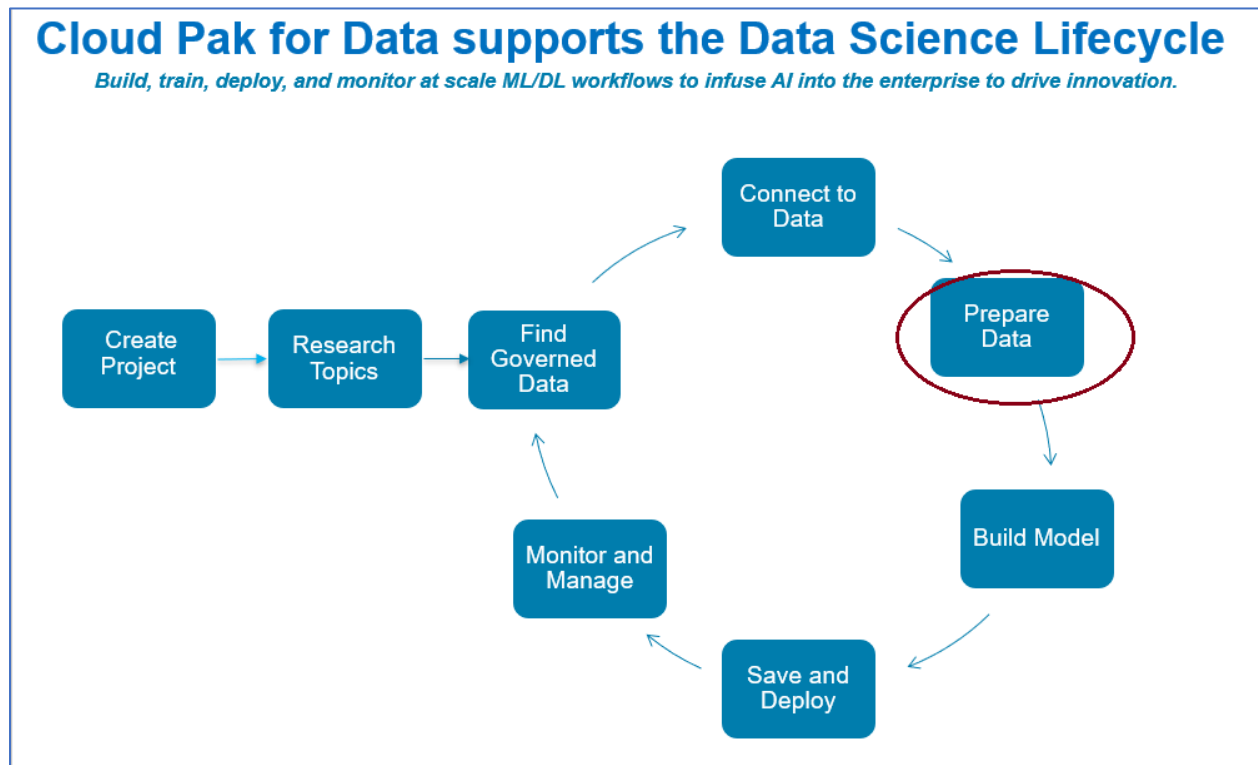 Cloud Pak for Data supports the Data Science Lifecycle
Build, train, deploy, and monitor at scale ML/DL workflows to infuse AI into the enterprise to drive innovation.
Create
Project
Research
Topics
Find
Governed
Data
Connect to
Data
Prepare
Data
Build Model
Save and
Deploy
Monitor and
Manage